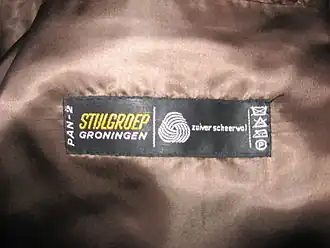 PAN-2
STIJLGROEP
GRONINGEN
zuiver scheerwol
P